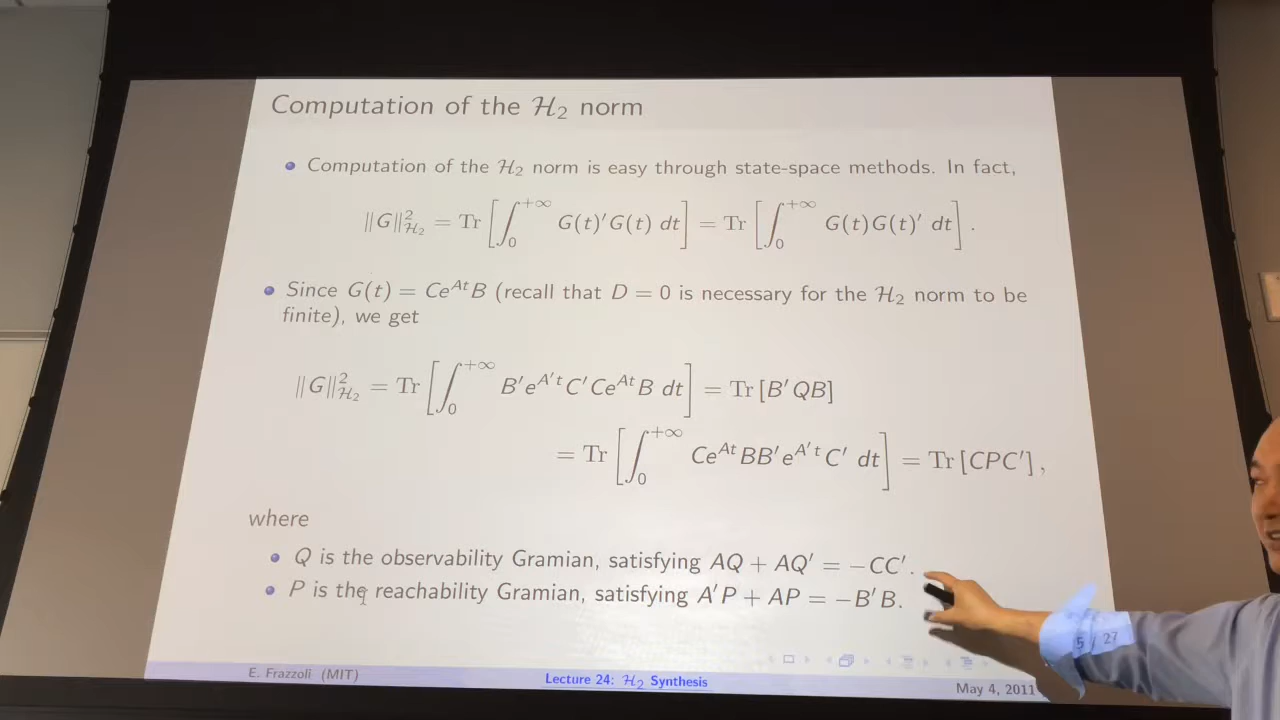 Computation of the ℋ₂ norm
Computation of the ℋ₂ norm is easy through state-space methods. In fact,
‖G‖²_ℋ₂ = Tr [∫₀^{+∞} G(t)′G(t) dt] = Tr [∫₀^{+∞} G(t)G(t)′ dt] .
Since G(t) = Ce^{At}B (recall that D = 0 is necessary for the ℋ₂ norm to be
finite), we get
‖G‖²_ℋ₂ = Tr [∫₀^{+∞} B′e^{A′t}C′Ce^{At}B dt] = Tr [B′QB]
= Tr [∫₀^{+∞} Ce^{At}BB′e^{A′t}C′ dt] = Tr [CPC′] ,
where
Q is the observability Gramian, satisfying AQ + AQ′ = −CC′.
P is the reachability Gramian, satisfying A′P + AP = −B′B.
E. Frazzoli (MIT)
Lecture 24: ℋ₂ Synthesis
May 4, 2011
5 / 27